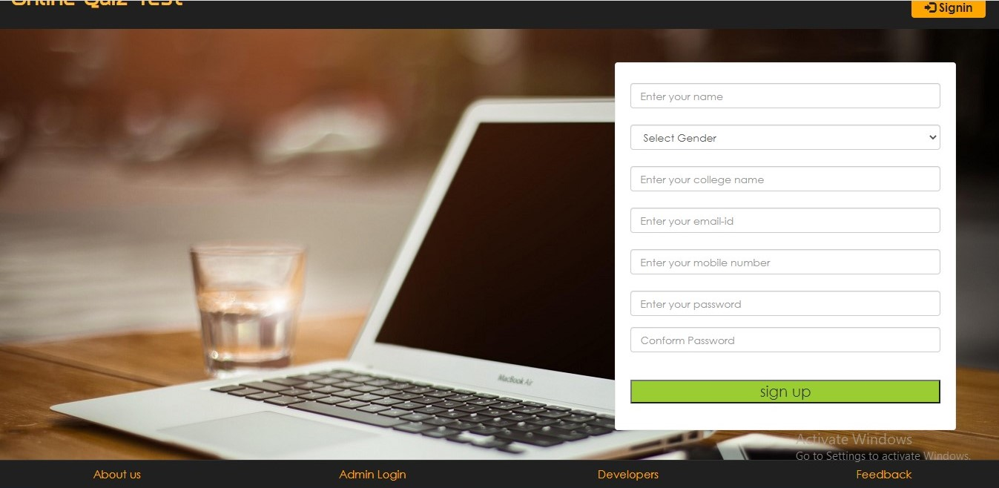 Online Quiz Test
Signin
Enter your name
Select Gender
Enter your college name
Enter your email-id
Enter your mobile number
Enter your password
Conform Password
sign up
MacBook Air
Activate Windows
Go to Settings to activate Windows.
About us
Admin Login
Developers
Feedback